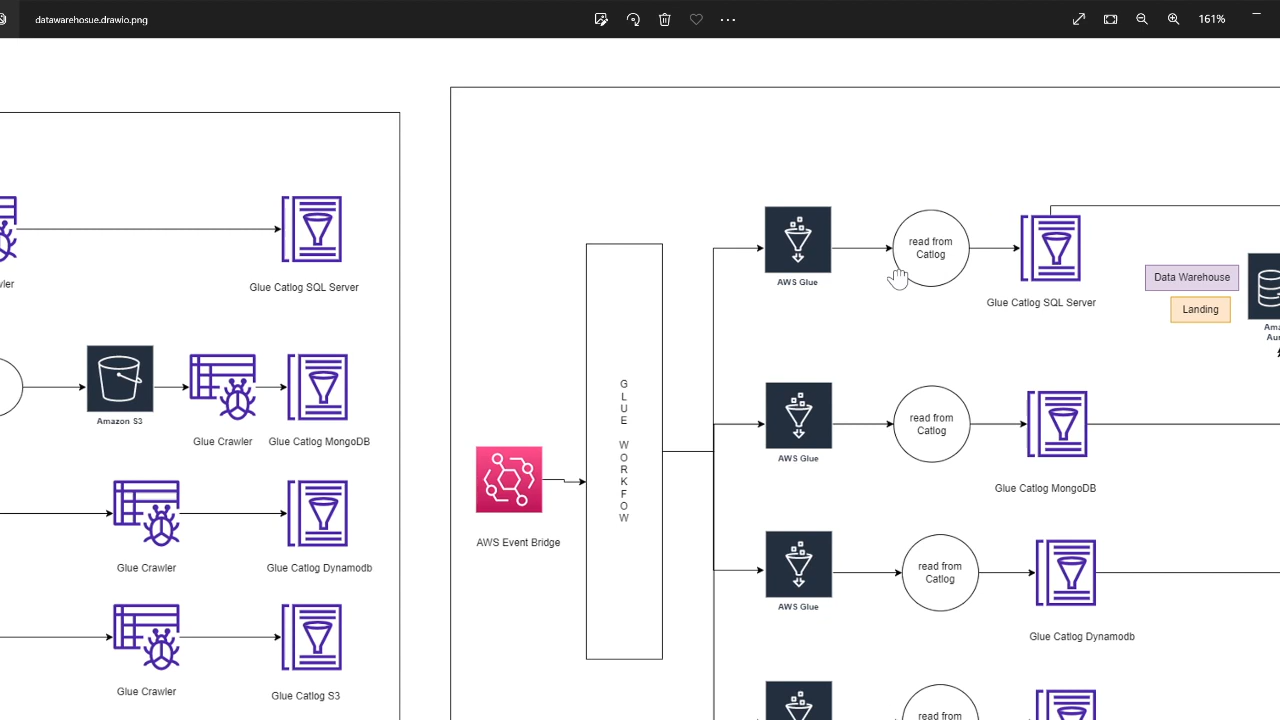 datawarehosue.drawio.png
161%
ler
Glue Catlog SQL Server
Amazon S3
Glue Crawler
Glue Catlog MongoDB
Glue Crawler
Glue Catlog Dynamodb
Glue Crawler
Glue Catlog S3
AWS Event Bridge
G
L
U
E
W
O
R
K
F
O
W
AWS Glue
read from
Catlog
Glue Catlog SQL Server
Data Warehouse
Landing
Ama
Aur
AWS Glue
read from
Catlog
Glue Catlog MongoDB
AWS Glue
read from
Catlog
Glue Catlog Dynamodb
read from
Catlog